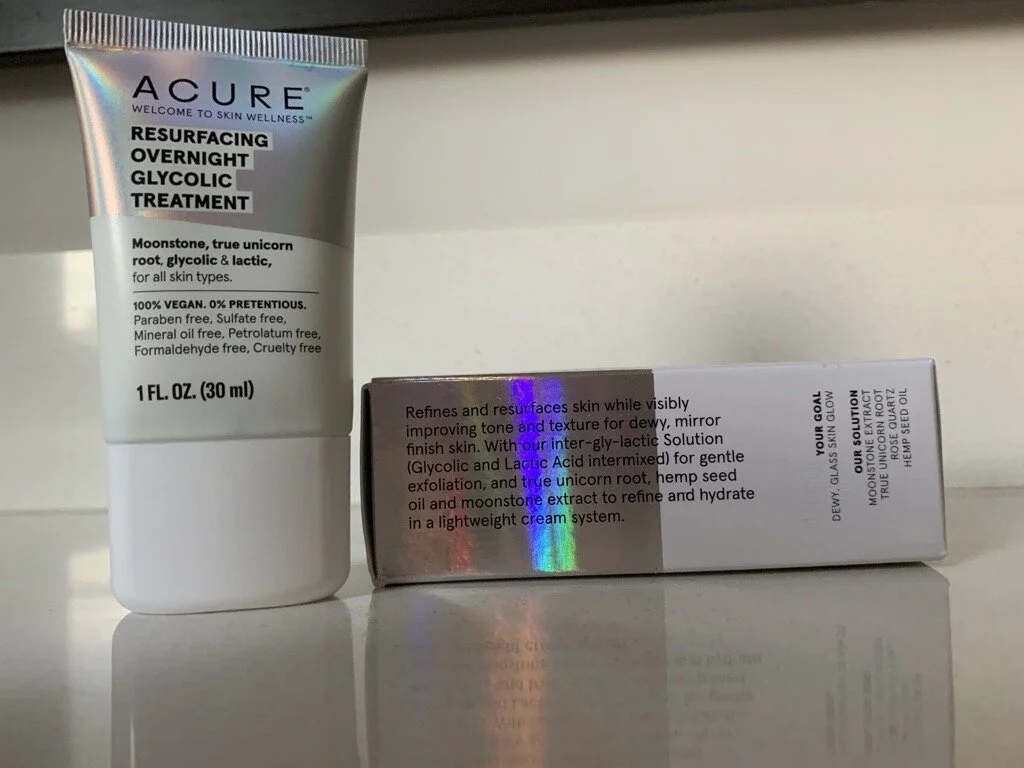 ACURE®
WELCOME TO SKIN WELLNESS™
RESURFACING
OVERNIGHT
GLYCOLIC
TREATMENT
Moonstone, true unicorn
root, glycolic & lactic,
for all skin types.
100% VEGAN. 0% PRETENTIOUS.
Paraben free, Sulfate free,
Mineral oil free, Petrolatum free,
Formaldehyde free, Cruelty free
1 FL. OZ. (30 ml)
Refines and resurfaces skin while visibly
improving tone and texture for dewy, mirror
finish skin. With our inter-gly-lactic Solution
(Glycolic and Lactic Acid intermixed) for gentle
exfoliation, and true unicorn root, hemp seed
oil and moonstone extract to refine and hydrate
in a lightweight cream system.
YOUR GOAL
DEWY, GLASS SKIN GLOW
OUR SOLUTION
MOONSTONE EXTRACT
TRUE UNICORN ROOT
ROSE QUARTZ
HEMP SEED OIL